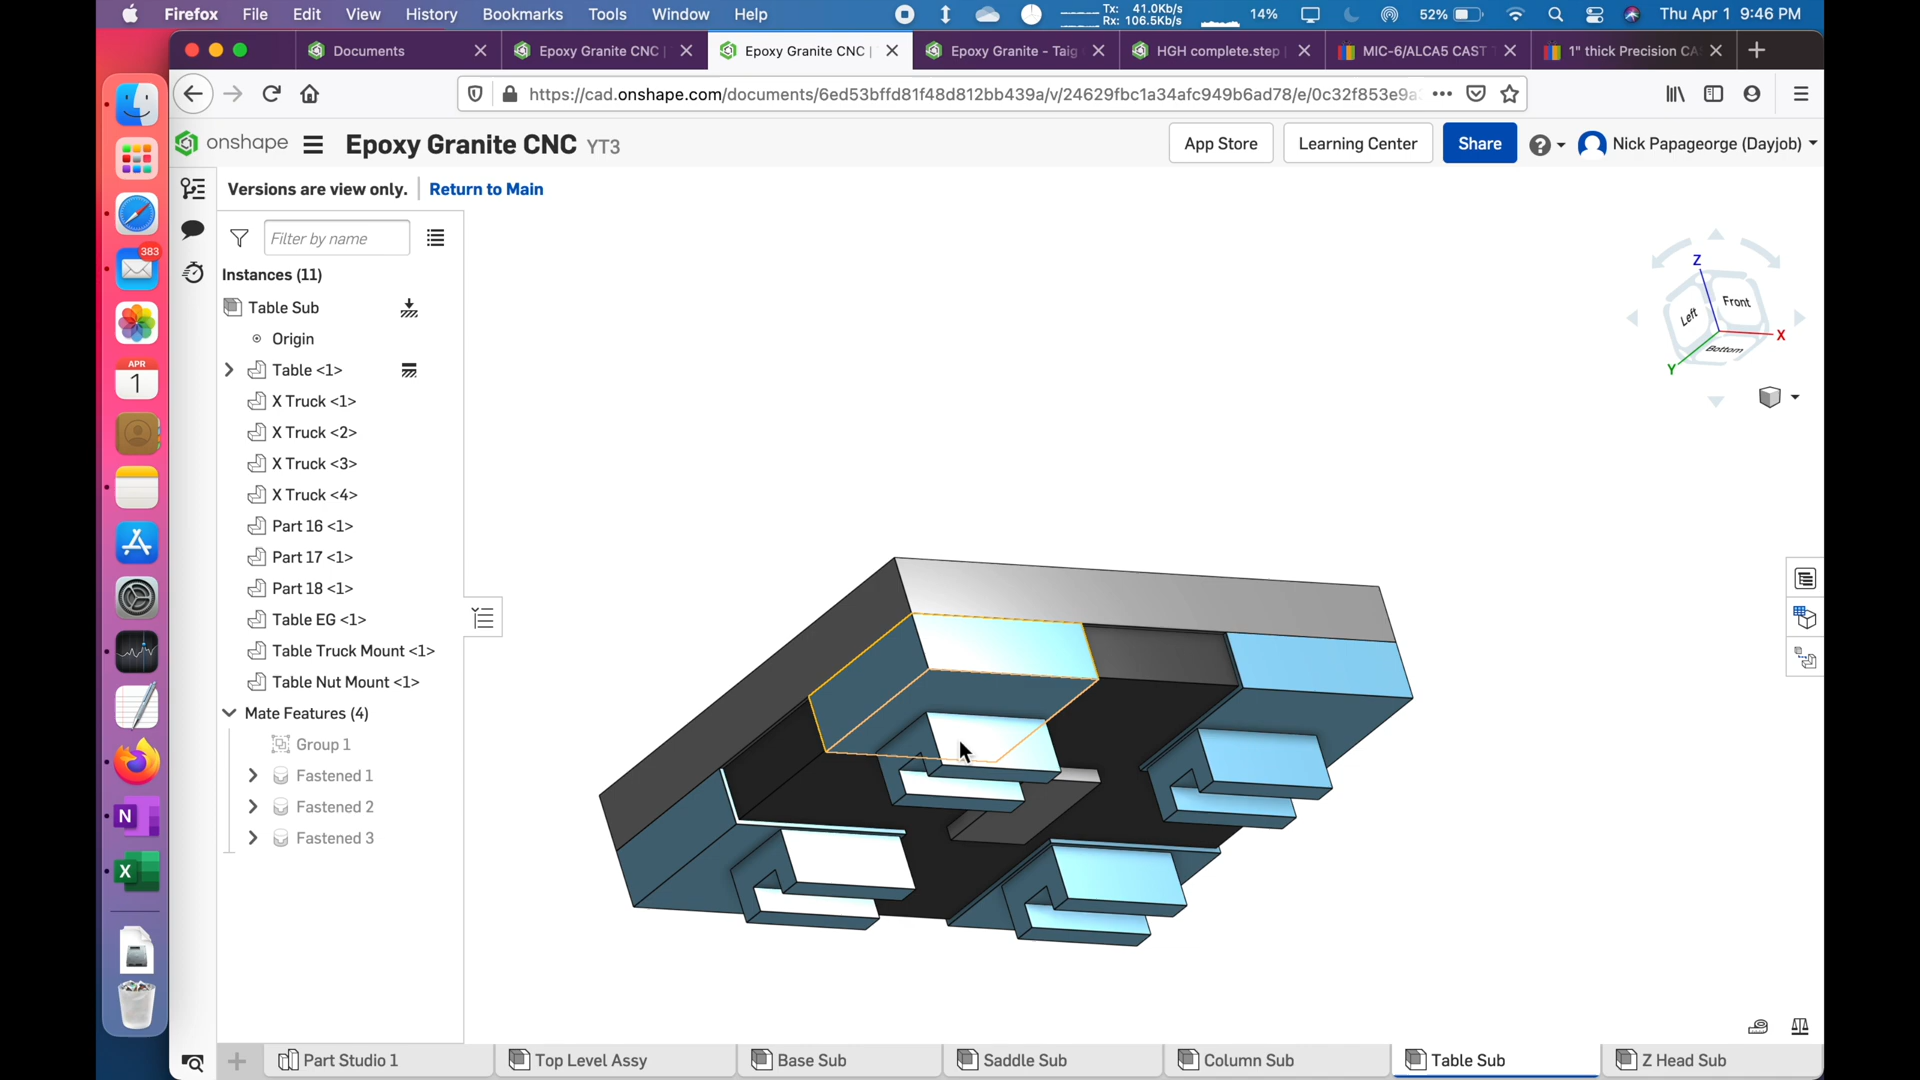 Firefox File Edit View History Bookmarks Tools Window Help Tx: 41.0Kb/s Rx: 106.5Kb/s 14% 52% Thu Apr 1 9:46 PM
Documents Epoxy Granite CNC | Epoxy Granite CNC | Epoxy Granite - Taig HGH complete.step | MIC-6/ALCA5 CAST 1" thick Precision CA
https://cad.onshape.com/documents/6ed53bffd81f48d812bb439a/v/24629fbc1a34afc949b6ad78/e/0c32f853e9a
onshape Epoxy Granite CNC YT3 App Store Learning Center Share Nick Papageorge (Dayjob)
Versions are view only. Return to Main
Filter by name
Instances (11)
Table Sub
Origin
Table <1>
X Truck <1>
X Truck <2>
X Truck <3>
X Truck <4>
Part 16 <1>
Part 17 <1>
Part 18 <1>
Table EG <1>
Table Truck Mount <1>
Table Nut Mount <1>
Mate Features (4)
Group 1
Fastened 1
Fastened 2
Fastened 3
Z
Left Front
X
Bottom
Y
383
APR
1
N
X
Part Studio 1 Top Level Assy Base Sub Saddle Sub Column Sub Table Sub Z Head Sub